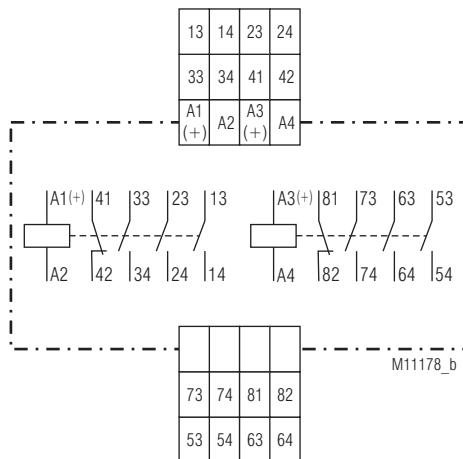 13 14 23 24
33 34 41 42
A1 (+) A2 A3 (+) A4
A1(+) 41 33 23 13 A3(+) 81 73 63 53
A2 42 34 24 14 A4 82 74 64 54
M11178_b
73 74 81 82
53 54 63 64